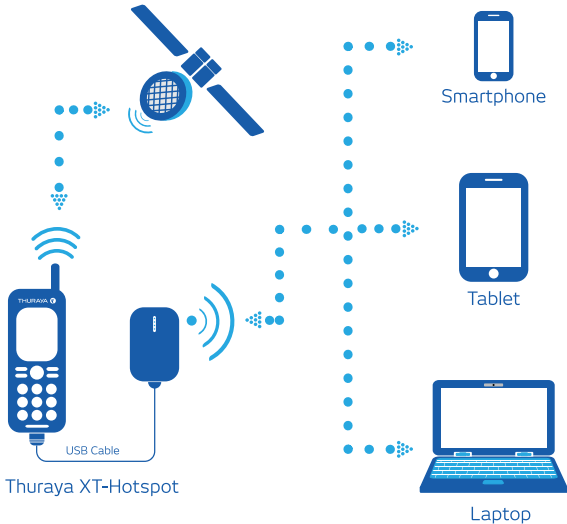 Smartphone
THURAYA
Tablet
USB Cable
Thuraya XT-Hotspot
Laptop